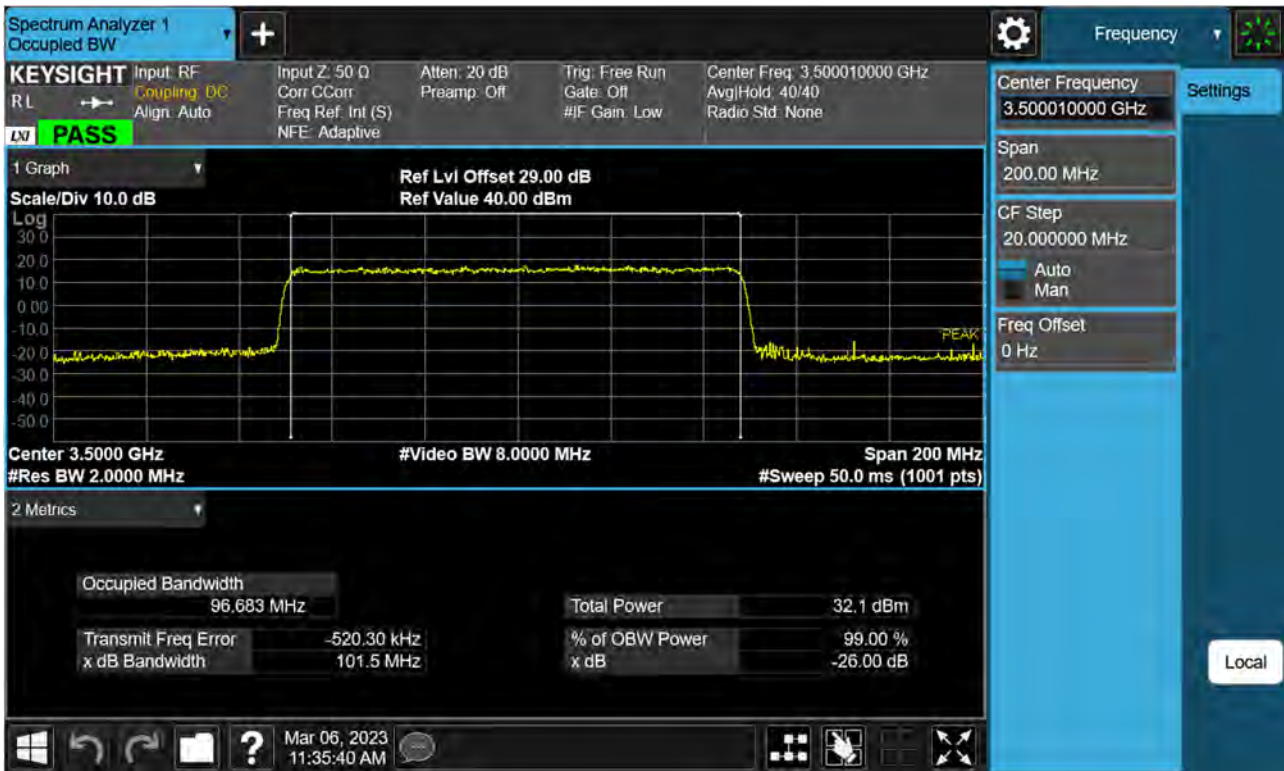 Spectrum Analyzer 1
Occupied BW
+
Frequency
KEYSIGHT
R L
LXI
PASS
Input: RF
Coupling: DC
Align: Auto
Input Z: 50 Ω
Corr CCorr
Freq Ref: Int (S)
NFE: Adaptive
Atten: 20 dB
Preamp: Off
Trig: Free Run
Gate: Off
#IF Gain: Low
Center Freq: 3.500010000 GHz
Avg|Hold: 40/40
Radio Std: None
Center Frequency
3.500010000 GHz
Settings
Span
200.00 MHz
CF Step
20.000000 MHz
Auto
Man
Freq Offset
0 Hz
Local
1 Graph
Scale/Div 10.0 dB
Ref Lvl Offset 29.00 dB
Ref Value 40.00 dBm
Log
30.0
20.0
10.0
0.00
-10.0
-20.0
-30.0
-40.0
-50.0
PEAK
Center 3.5000 GHz
#Video BW 8.0000 MHz
Span 200 MHz
#Res BW 2.0000 MHz
#Sweep 50.0 ms (1001 pts)
2 Metrics
Occupied Bandwidth
96.683 MHz
Total Power 32.1 dBm
Transmit Freq Error -520.30 kHz
% of OBW Power 99.00 %
x dB Bandwidth 101.5 MHz
x dB -26.00 dB
?
Mar 06, 2023
11:35:40 AM